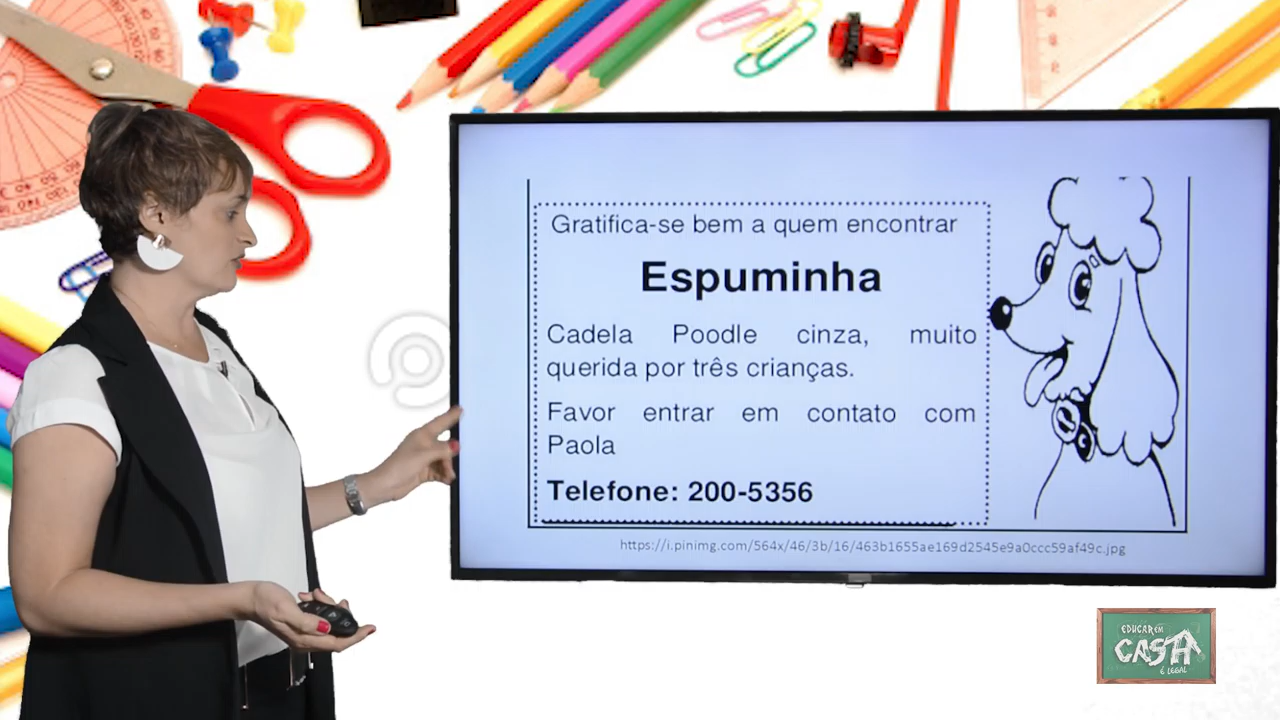 Gratifica-se bem a quem encontrar
Espuminha
Cadela Poodle cinza, muito
querida por três crianças.
Favor entrar em contato com
Paola
Telefone: 200-5356
https://i.pinimg.com/564x/46/3b/16/463b1655ae169d2545e9a0ccc59af49c.jpg
EDUCAR EM
CASA
É LEGAL